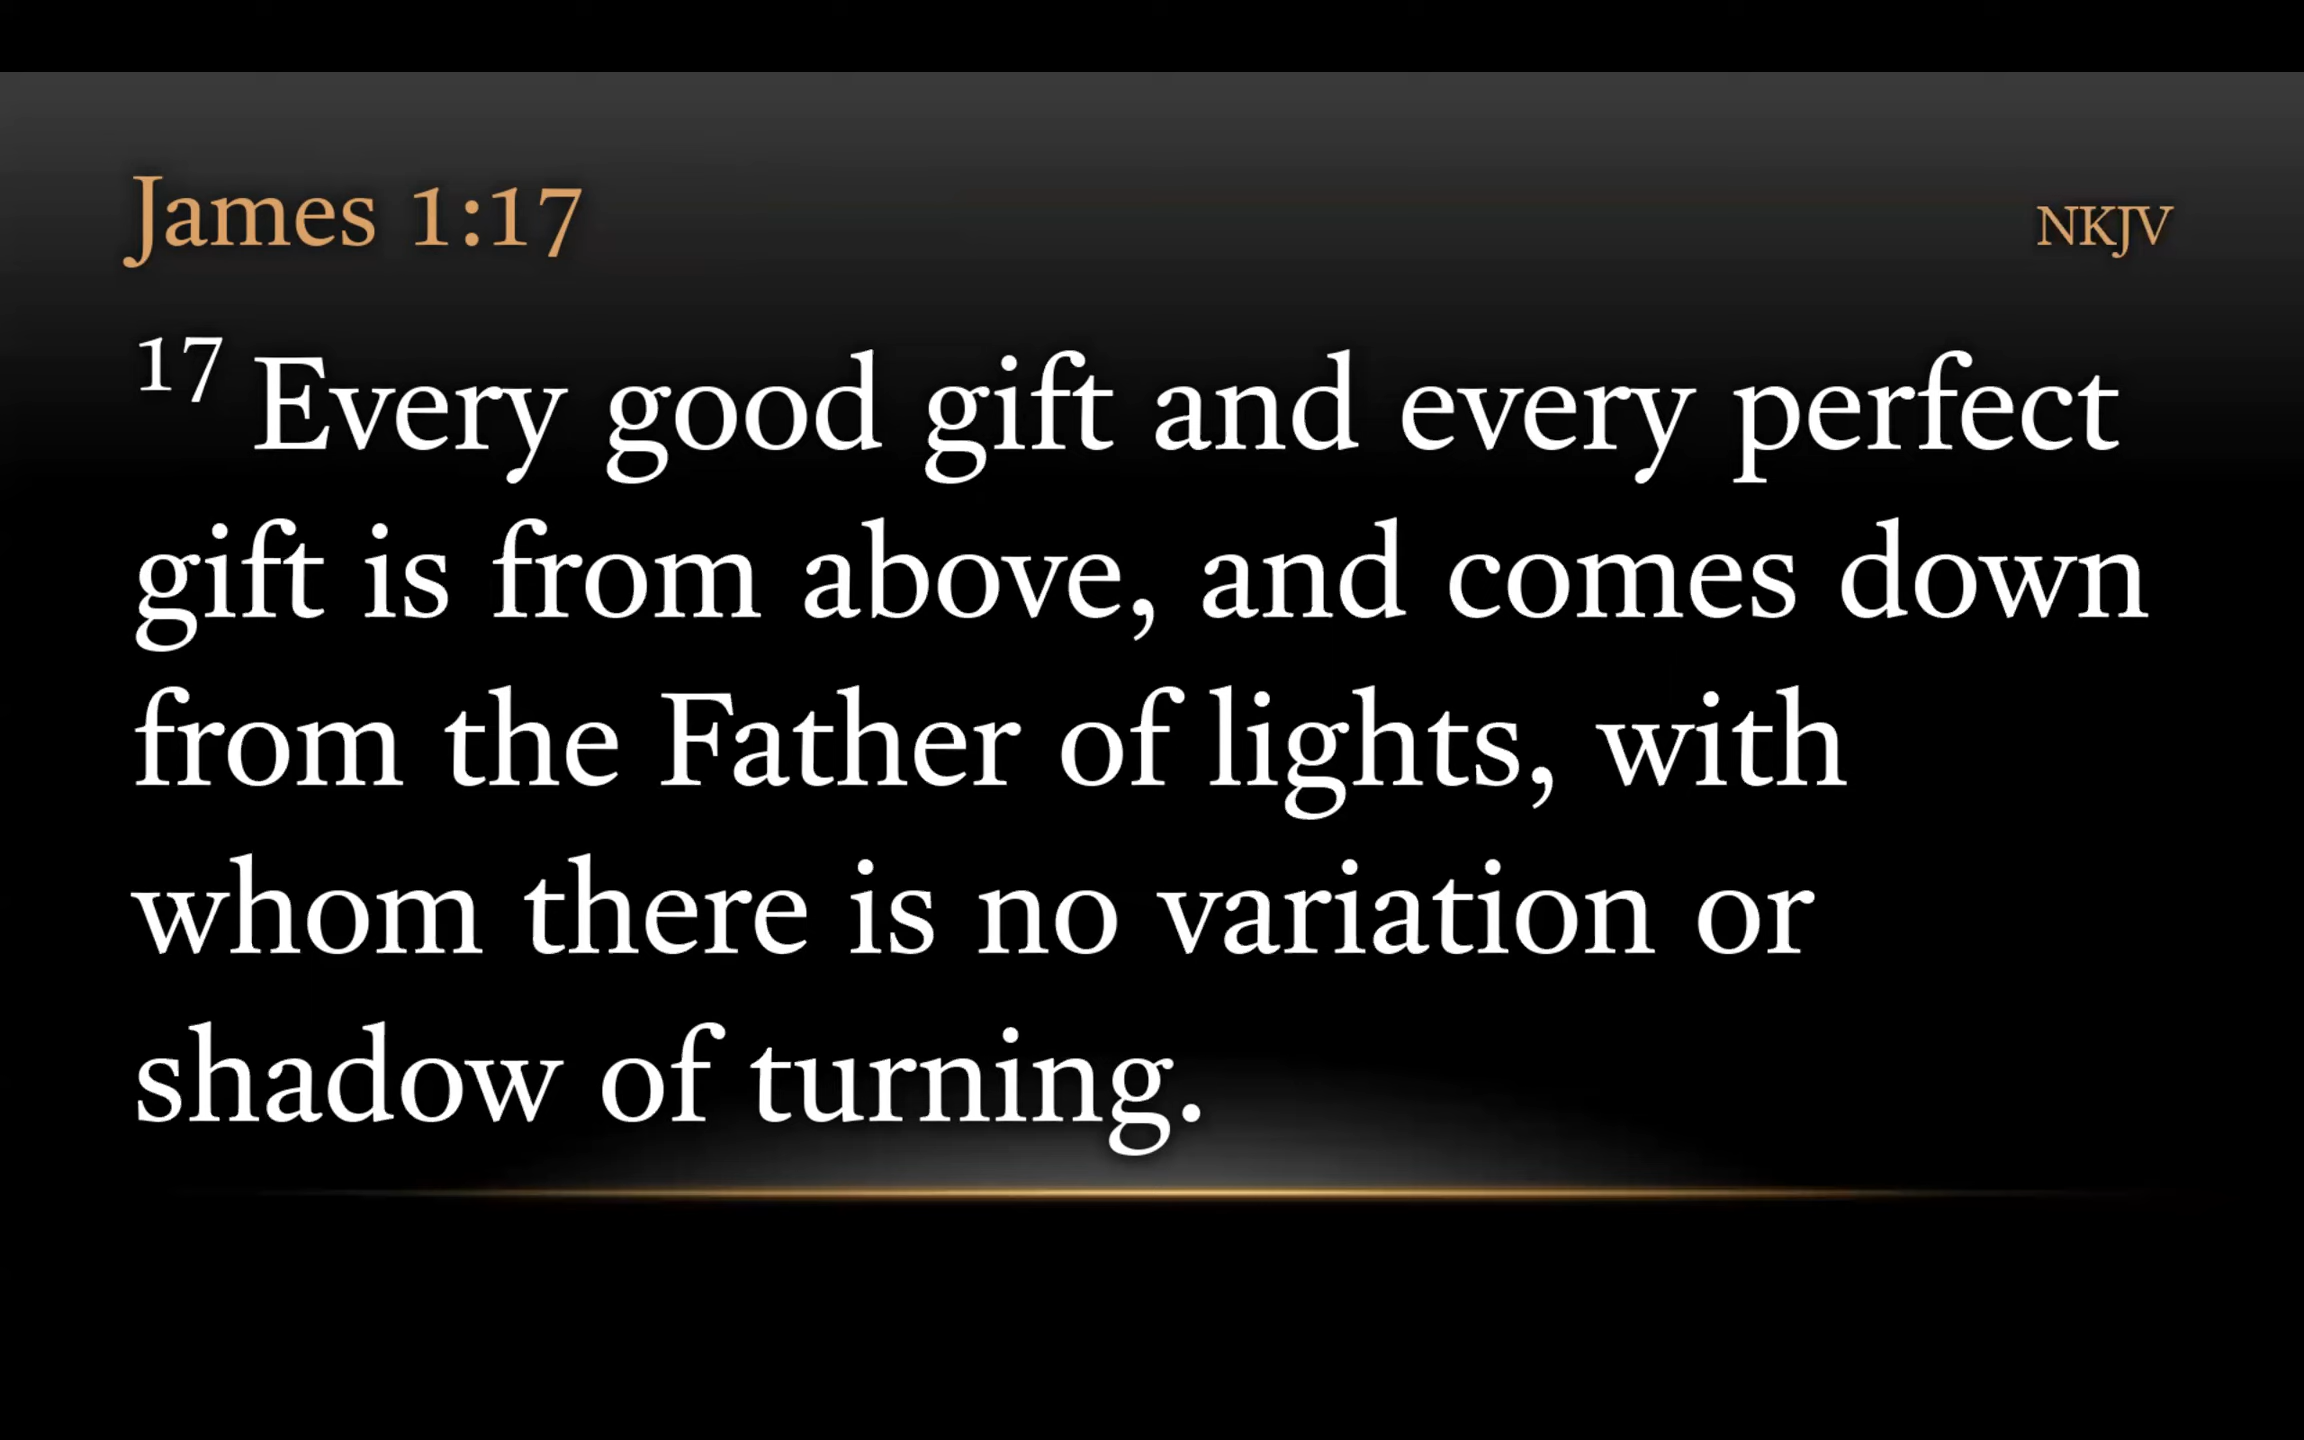 James 1:17
NKJV
17 Every good gift and every perfect
gift is from above, and comes down
from the Father of lights, with
whom there is no variation or
shadow of turning.